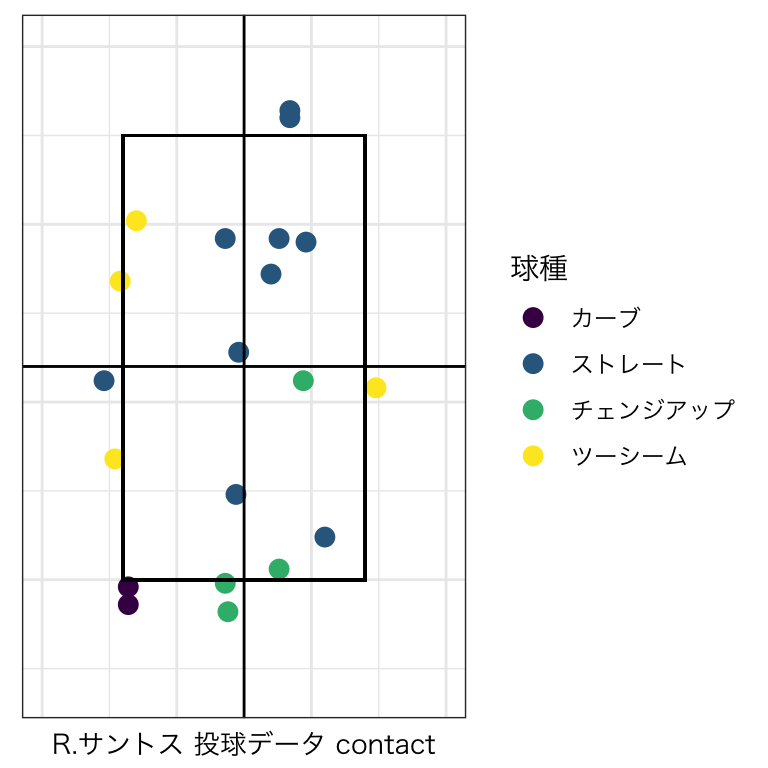 球種
カーブ
ストレート
チェンジアップ
ツーシーム
R.サントス 投球データ contact